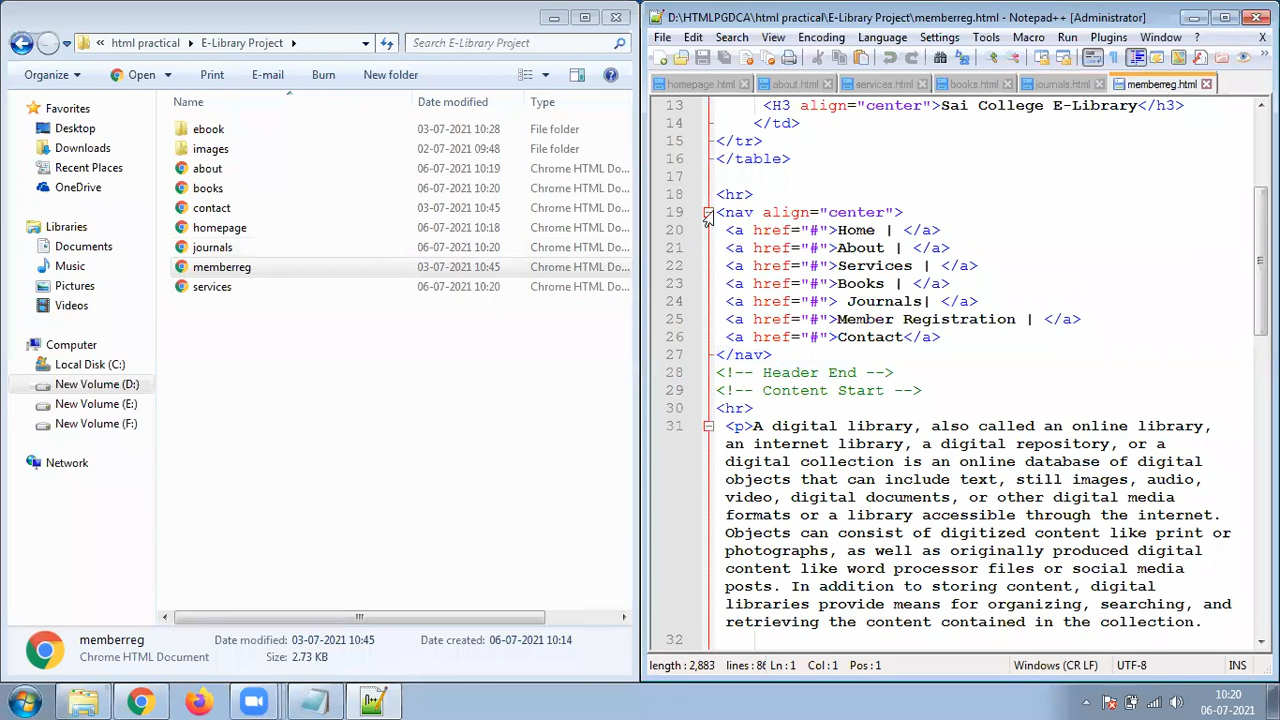 « html practical ▸ E-Library Project ▸
Search E-Library Project
Organize
Open
Print
E-mail
Burn
New folder
Favorites
Desktop
Downloads
Recent Places
OneDrive
Libraries
Documents
Music
Pictures
Videos
Computer
Local Disk (C:)
New Volume (D:)
New Volume (E:)
New Volume (F:)
Network
Name Date modified Type
ebook 03-07-2021 10:28 File folder
images 02-07-2021 09:48 File folder
about 06-07-2021 10:19 Chrome HTML Do...
books 06-07-2021 10:20 Chrome HTML Do...
contact 03-07-2021 10:45 Chrome HTML Do...
homepage 06-07-2021 10:20 Chrome HTML Do...
journals 06-07-2021 10:20 Chrome HTML Do...
memberreg 03-07-2021 10:45 Chrome HTML Do...
services 06-07-2021 10:20 Chrome HTML Do...
memberreg Date modified: 03-07-2021 10:45 Date created: 06-07-2021 10:14
Chrome HTML Document Size: 2.73 KB
D:\HTMLPGDCA\html practical\E-Library Project\memberreg.html - Notepad++ [Administrator]
File Edit Search View Encoding Language Settings Tools Macro Run Plugins Window ? X
homepage.html about.html services.html books.html journals.html memberreg.html
13 <H3 align="center">Sai College E-Library</h3>
14 </td>
15 </tr>
16 </table>
17
18 <hr>
19 <nav align="center">
20 <a href="#">Home | </a>
21 <a href="#">About | </a>
22 <a href="#">Services | </a>
23 <a href="#">Books | </a>
24 <a href="#"> Journals| </a>
25 <a href="#">Member Registration | </a>
26 <a href="#">Contact</a>
27 </nav>
28 <!-- Header End -->
29 <!-- Content Start -->
30 <hr>
31 <p>A digital library, also called an online library,
an internet library, a digital repository, or a
digital collection is an online database of digital
objects that can include text, still images, audio,
video, digital documents, or other digital media
formats or a library accessible through the internet.
Objects can consist of digitized content like print or
photographs, as well as originally produced digital
content like word processor files or social media
posts. In addition to storing content, digital
libraries provide means for organizing, searching, and
retrieving the content contained in the collection.
32
length : 2,883 lines : 86 Ln : 1 Col : 1 Pos : 1 Windows (CR LF) UTF-8 INS
10:20
06-07-2021